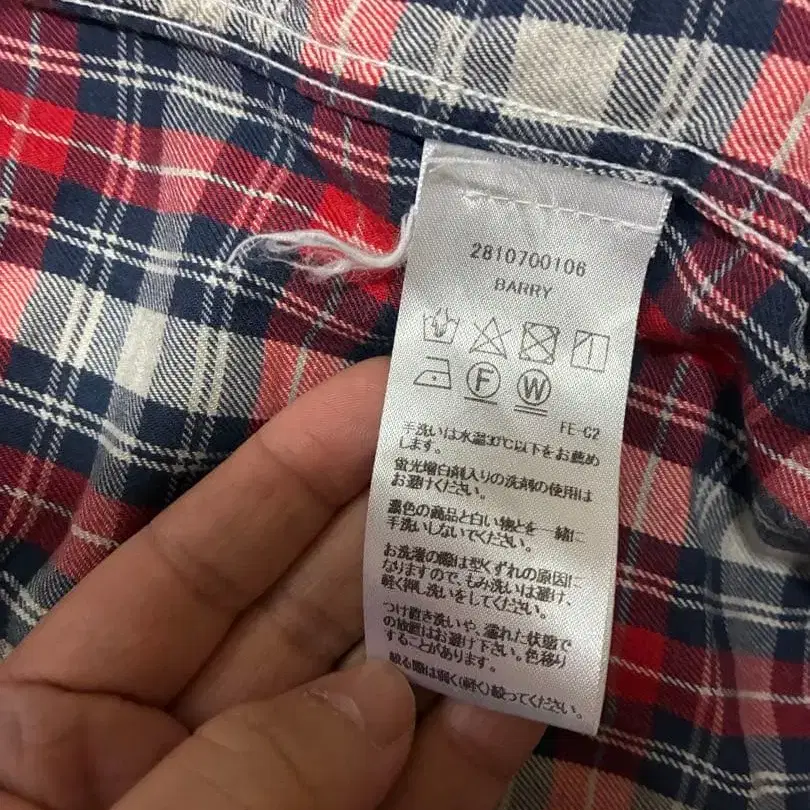 2810700106
BARRY
F W
FE-C2
手洗いは水温30℃以下をお薦め
します。
蛍光増白剤入りの洗剤の使用は
お避けください。
濃色の商品と白い物とを一緒に
手洗いしないでください。
お洗濯の際は型くずれの原因に
なりますので、もみ洗いは避け、
軽く押し洗いをしてください。
つけ置き洗いや、濡れた状態で
の放置はお避け下さい。色移り
することがあります。
絞る際は弱く(軽く)絞ってください。